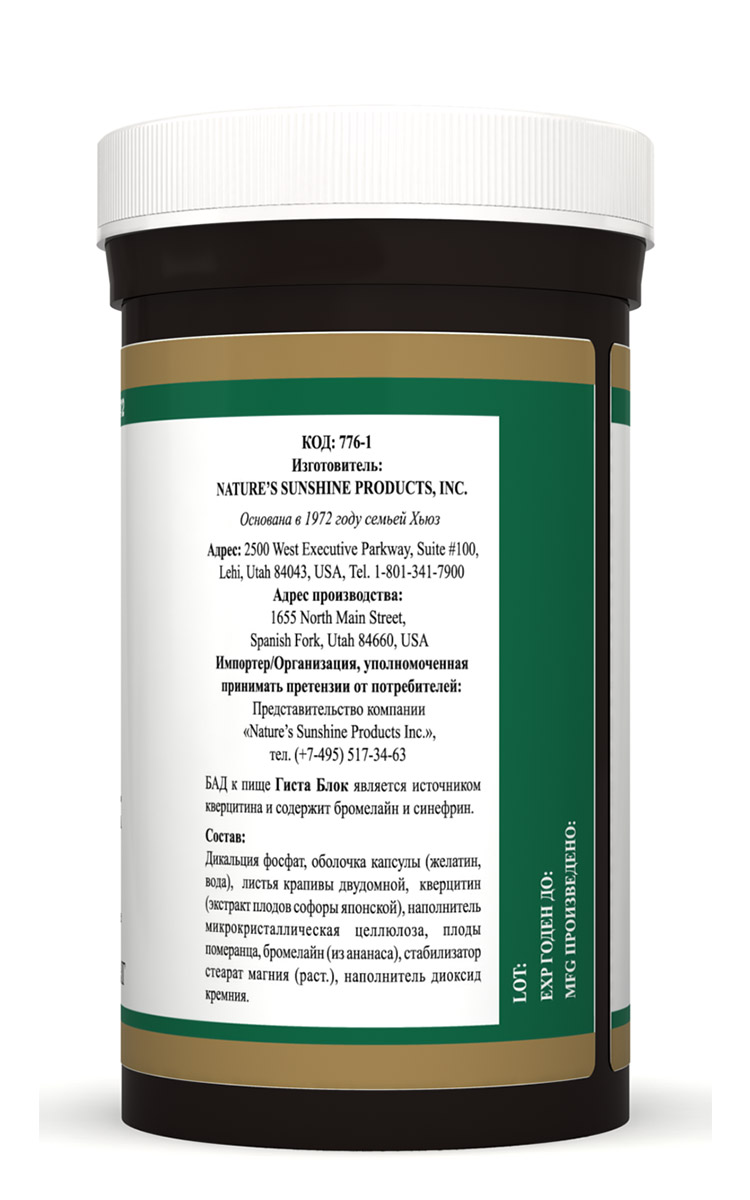 КОД: 776-1
Изготовитель:
NATURE'S SUNSHINE PRODUCTS, INC.
Основана в 1972 году семьей Хьюз
Адрес: 2500 West Executive Parkway, Suite #100,
Lehi, Utah 84043, USA, Tel. 1-801-341-7900
Адрес производства:
1655 North Main Street,
Spanish Fork, Utah 84660, USA
Импортер/Организация, уполномоченная
принимать претензии от потребителей:
Представительство компании
«Nature's Sunshine Products Inc.»,
тел. (+7-495) 517-34-63
БАД к пище Гиста Блок является источником
кверцитина и содержит бромелайн и синефрин.
Состав:
Дикальция фосфат, оболочка капсулы (желатин,
вода), листья крапивы двудомной, кверцитин
(экстракт плодов софоры японской), наполнитель
микрокристаллическая целлюлоза, плоды
померанца, бромелайн (из ананаса), стабилизатор
стеарат магния (раст.), наполнитель диоксид
кремния.
LOT:
EXP ГОДЕН ДО:
MFG ПРОИЗВЕДЕНО: